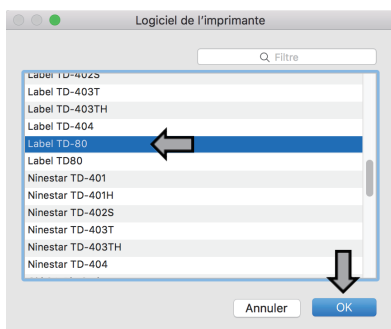 Logiciel de l'imprimante
Filtre
Label TD-402S
Label TD-403T
Label TD-403TH
Label TD-404
Label TD-80
Label TD80
Ninestar TD-401
Ninestar TD-401H
Ninestar TD-402S
Ninestar TD-403T
Ninestar TD-403TH
Ninestar TD-404
Annuler OK